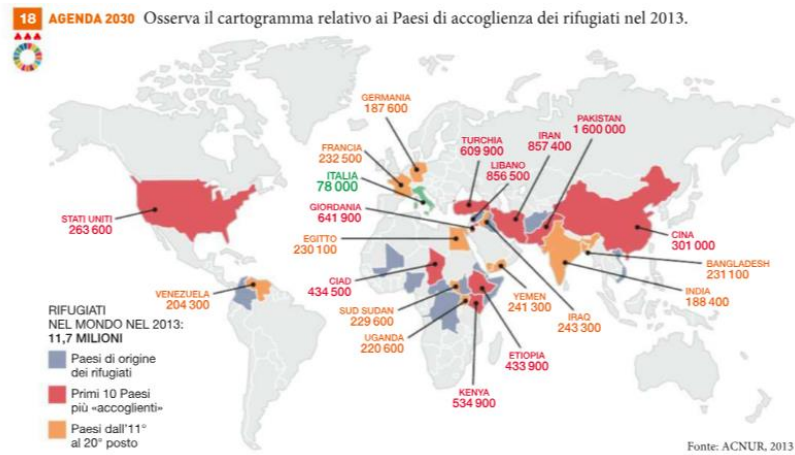 18 AGENDA 2030 Osserva il cartogramma relativo ai Paesi di accoglienza dei rifugiati nel 2013.
GERMANIA
187 600
FRANCIA
232 500
ITALIA
78 000
GIORDANIA
641 900
TURCHIA
609 900
LIBANO
856 500
IRAN
857 400
PAKISTAN
1 600 000
STATI UNITI
263 600
EGITTO
230 100
CINA
301 000
BANGLADESH
231 100
INDIA
188 400
CIAD
434 500
VENEZUELA
204 300
SUD SUDAN
229 600
UGANDA
220 600
YEMEN
241 300
IRAQ
243 300
ETIOPIA
433 900
KENYA
534 900
RIFUGIATI
NEL MONDO NEL 2013:
11,7 MILIONI
Paesi di origine
dei rifugiati
Primi 10 Paesi
più «accoglienti»
Paesi dall'11°
al 20° posto
Fonte: ACNUR, 2013